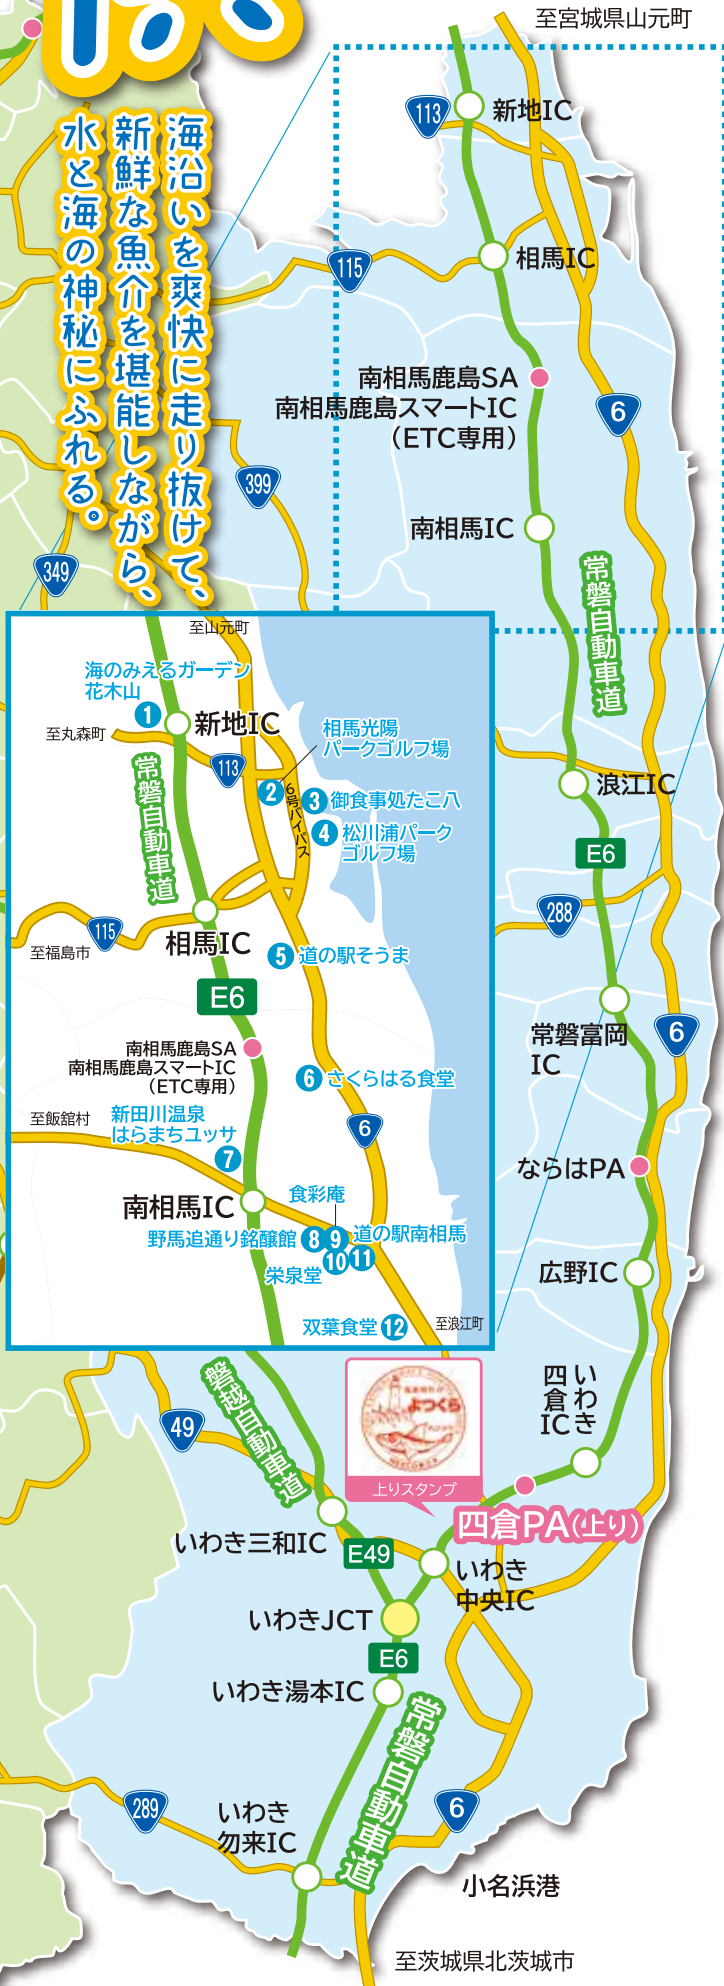 至宮城県山元町
海沿いを爽快に走り抜けて、
新鮮な魚介を堪能しながら、
水と海の神秘にふれる。
113
新地IC
115
相馬IC
南相馬鹿島SA
南相馬鹿島スマートIC
(ETC専用)
6
399
南相馬IC
349
常磐自動車道
浪江IC
E6
288
常磐富岡
IC
6
ならはPA
広野IC
いわき
四倉
IC
至山元町
海のみえるガーデン
花木山
1
新地IC
至丸森町
113
常磐自動車道
相馬光陽
パークゴルフ場
2
6号バイパス
3 御食事処たこ八
4 松川浦パーク
ゴルフ場
115
至福島市
相馬IC
5 道の駅そうま
E6
南相馬鹿島SA
南相馬鹿島スマートIC
(ETC専用)
6 さくらはる食堂
至飯舘村
新田川温泉
はらまちユッサ
7
6
南相馬IC
食彩庵
野馬追通り銘醸館 8 9 道の駅南相馬
栄泉堂 10 11
双葉食堂 12
至浪江町
磐越自動車道
49
よつくら
上りスタンプ
四倉PA(上り)
いわき三和IC
E49
いわき
中央IC
いわきJCT
E6
いわき湯本IC
常磐自動車道
289
いわき
勿来IC
6
小名浜港
至茨城県北茨城市